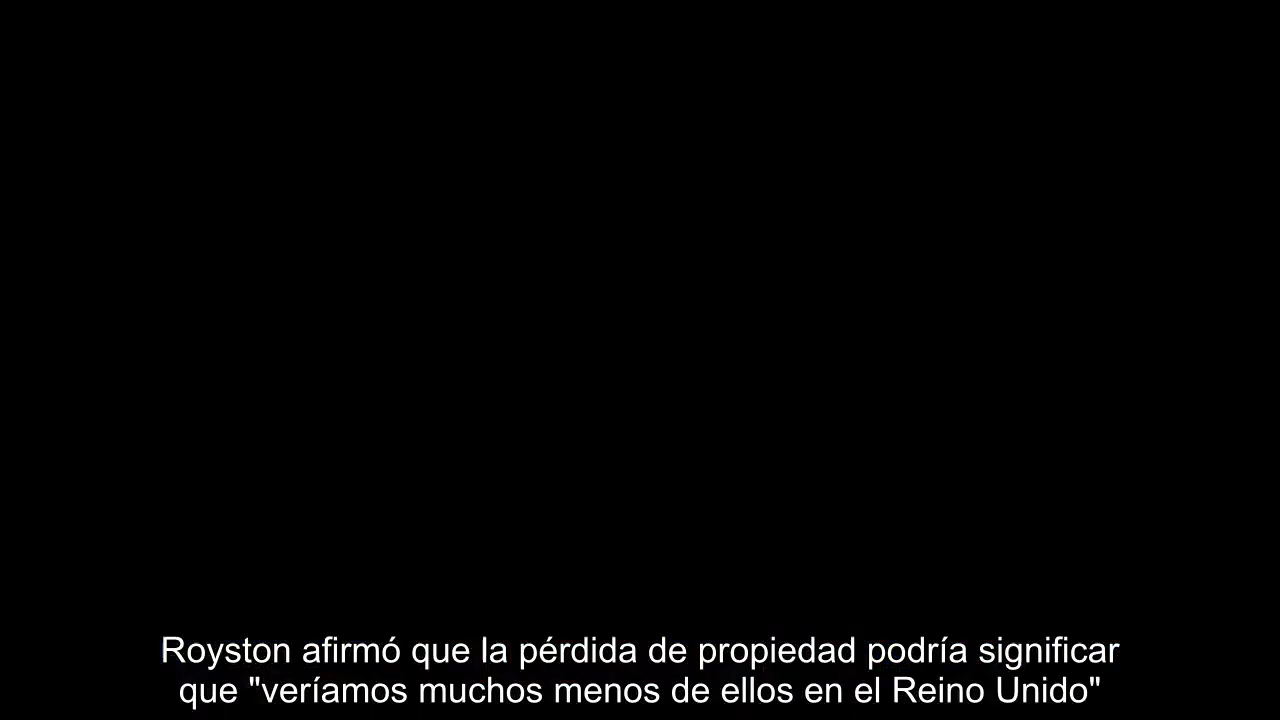 Royston afirmó que la pérdida de propiedad podría significar
que "veríamos muchos menos de ellos en el Reino Unido"